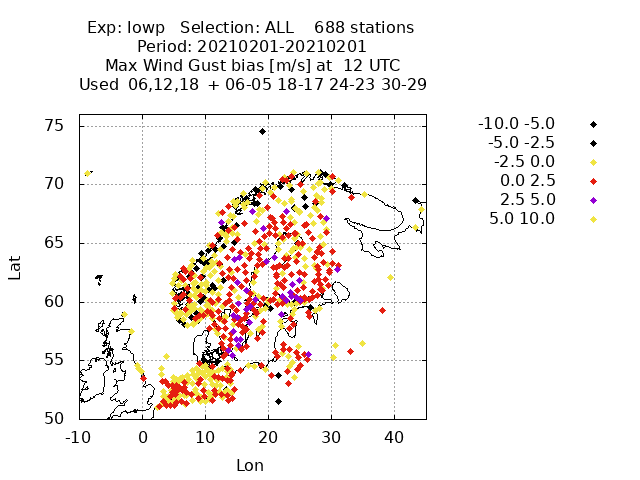 Exp: Iowp   Selection: ALL    688 stations
Period: 20210201-20210201
Max Wind Gust bias [m/s] at  12 UTC
Used  06,12,18  + 06-05 18-17 24-23 30-29
-10.0 -5.0
-5.0 -2.5
-2.5 0.0
0.0 2.5
2.5 5.0
5.0 10.0
75
70
65
60
55
50
Lat
-10 0 10 20 30 40
Lon